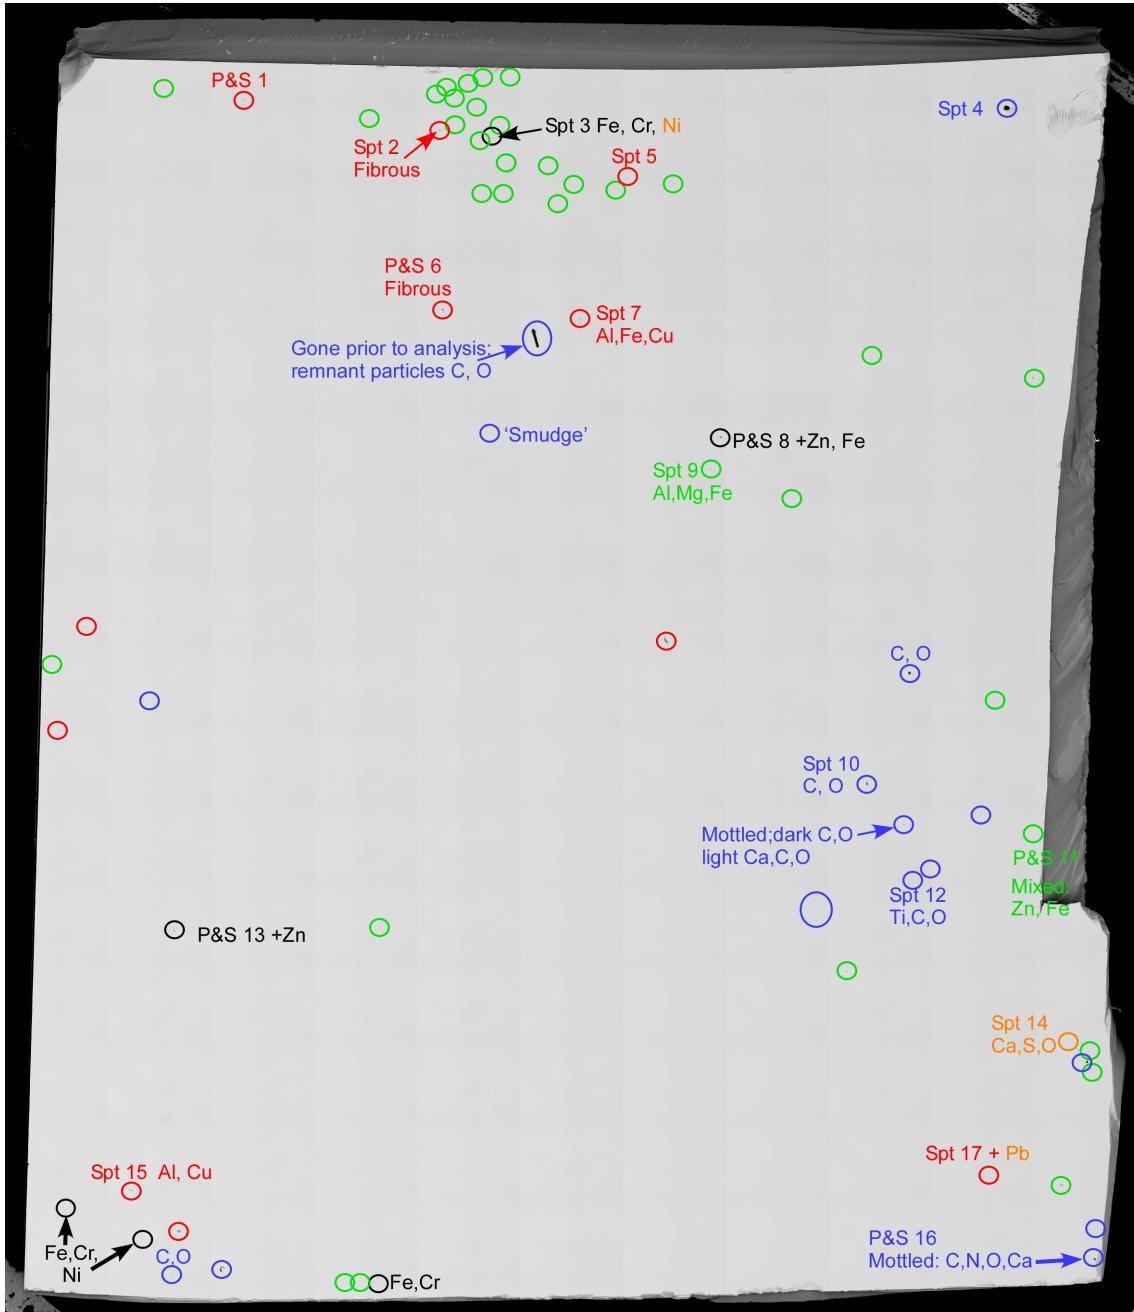 P&S 1
Spt 4
Spt 3 Fe, Cr, Ni
Spt 2
Fibrous
Spt 5
P&S 6
Fibrous
Spt 7
Al,Fe,Cu
Gone prior to analysis;
remnant particles C, O
‘Smudge’
P&S 8 +Zn, Fe
Spt 9
Al,Mg,Fe
C, O
Spt 10
C, O
Mottled;dark C,O
light Ca,C,O
P&S 11
Mixed:
Zn, Fe
Spt 12
Ti,C,O
P&S 13 +Zn
Spt 14
Ca,S,O
Spt 15 Al, Cu
Spt 17 + Pb
Fe,Cr,
Ni
C,O
Fe,Cr
P&S 16
Mottled: C,N,O,Ca